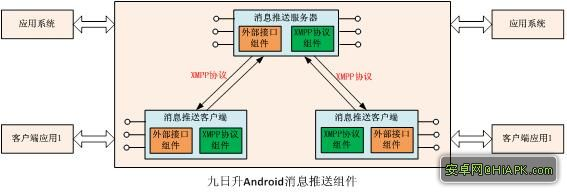 应用系统
消息推送服务器
外部接口
组件
XMPP协议
组件
应用系统
XMPP协议
XMPP协议
客户端应用1
消息推送客户端
外部接口
组件
XMPP协议
组件
消息推送客户端
XMPP协议
组件
外部接口
组件
客户端应用1
九日升Android消息推送组件
安卓网@HiAPK.com